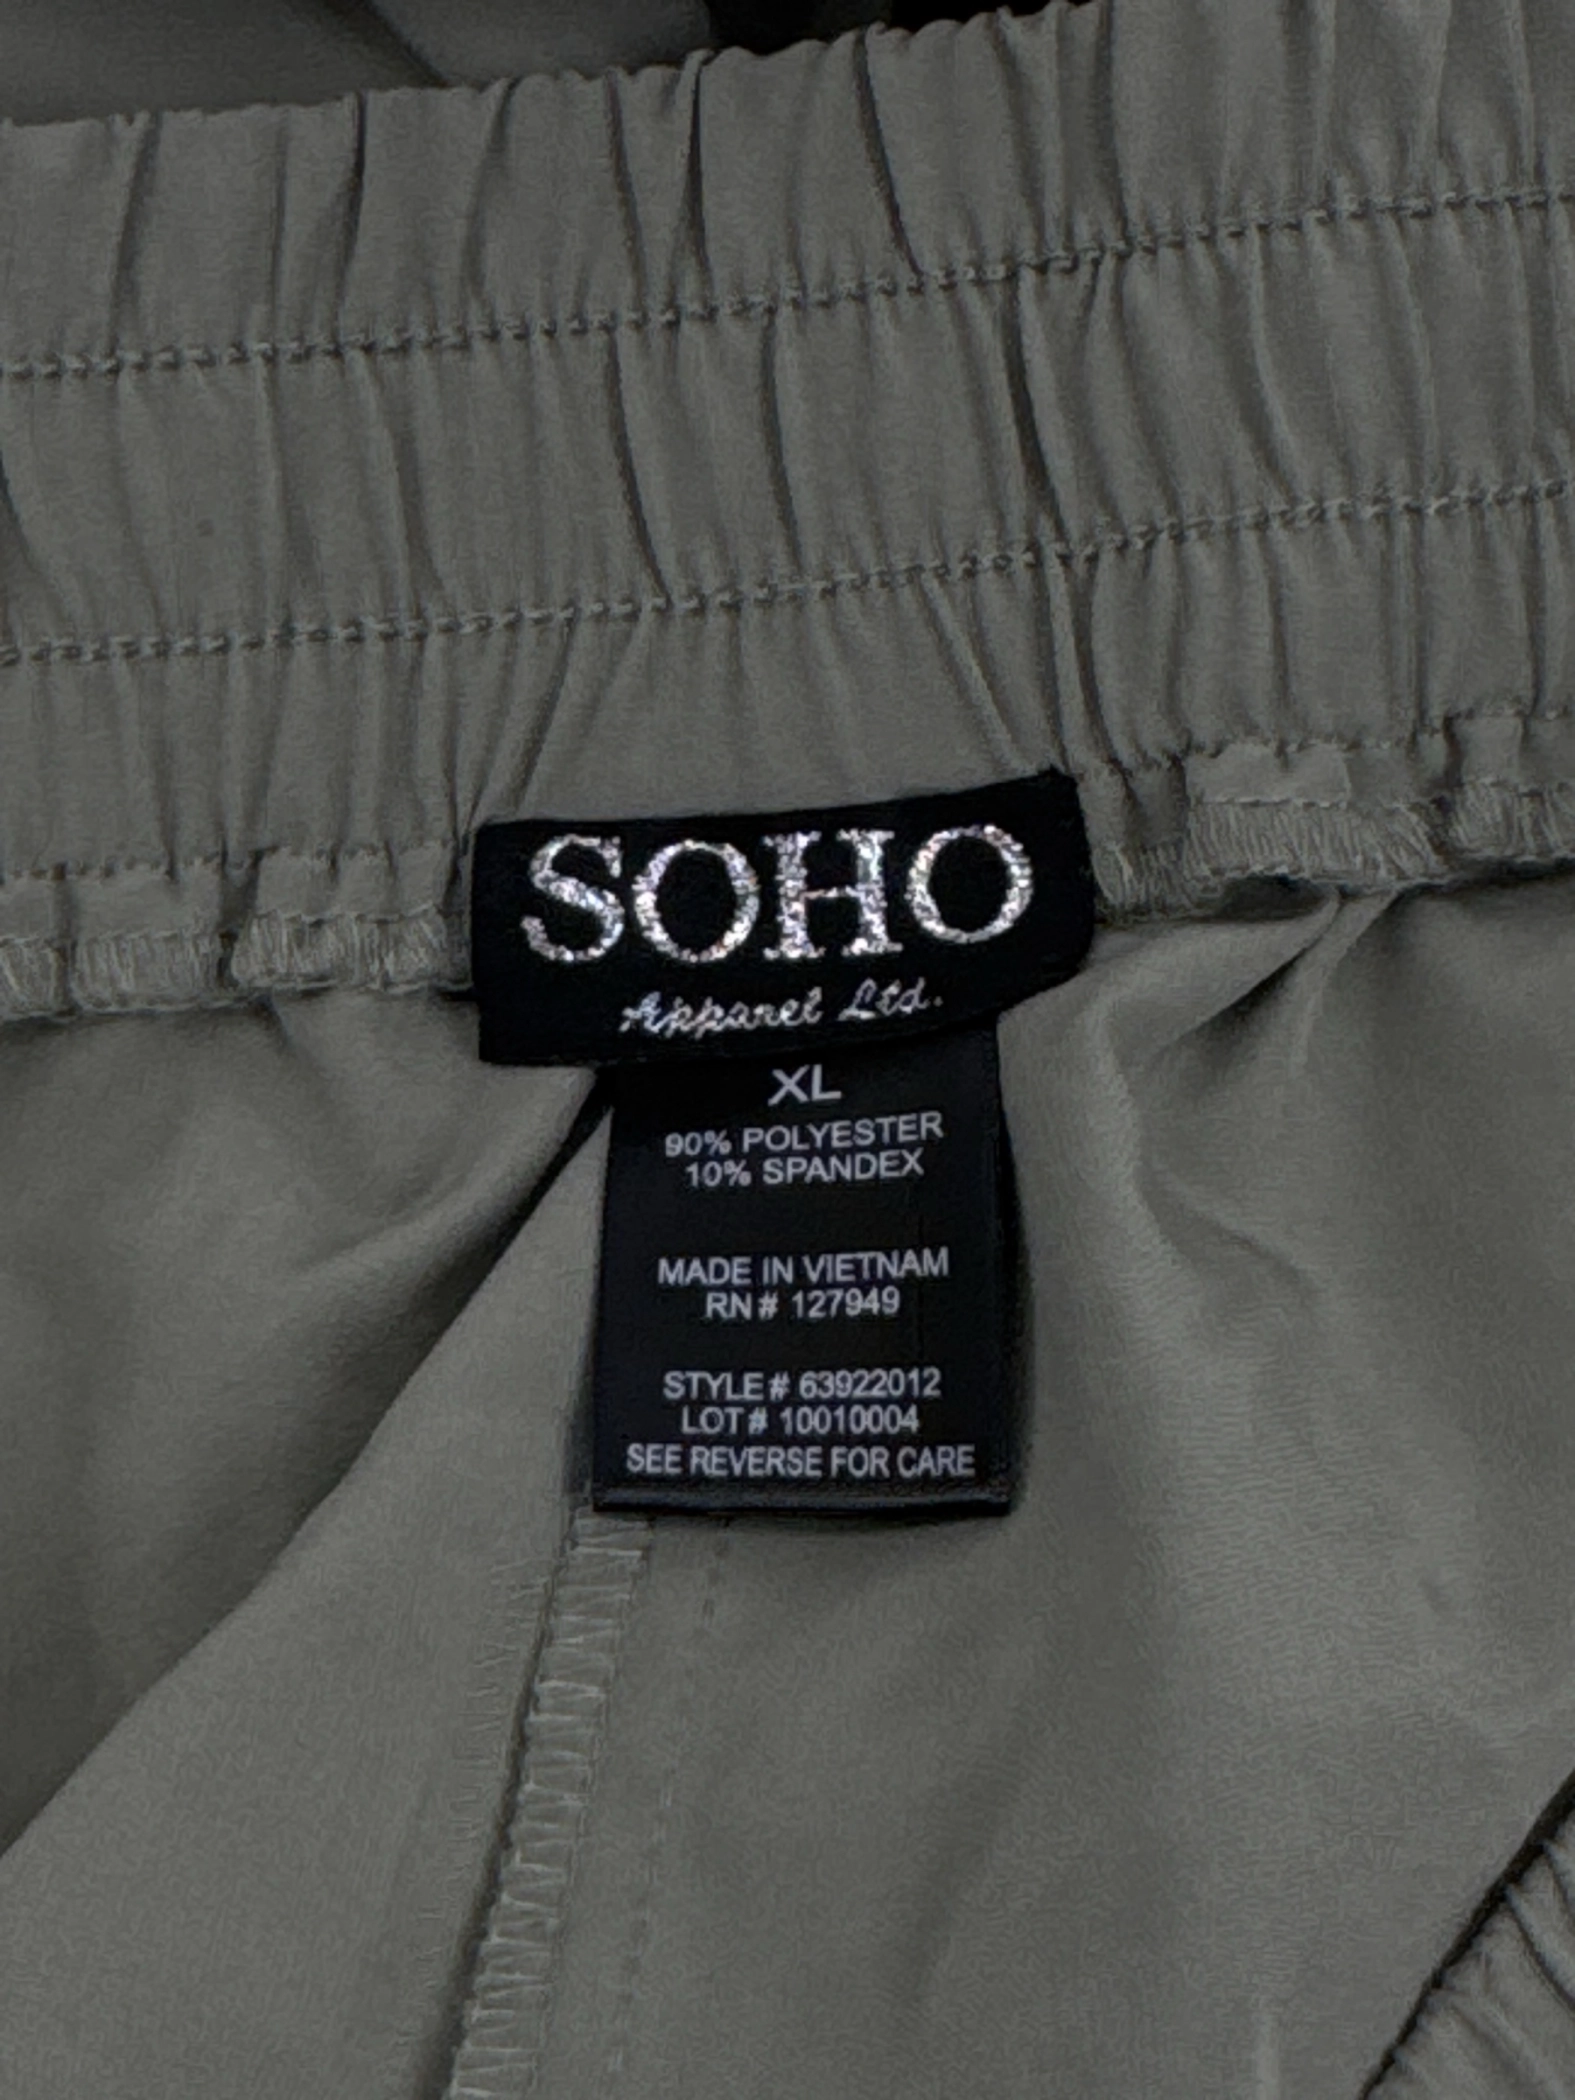 SOHO
Apparel Ltd.
XL
90% POLYESTER
10% SPANDEX
MADE IN VIETNAM
RN# 127949
STYLE# 63922012
LOT# 10010004
SEE REVERSE FOR CARE